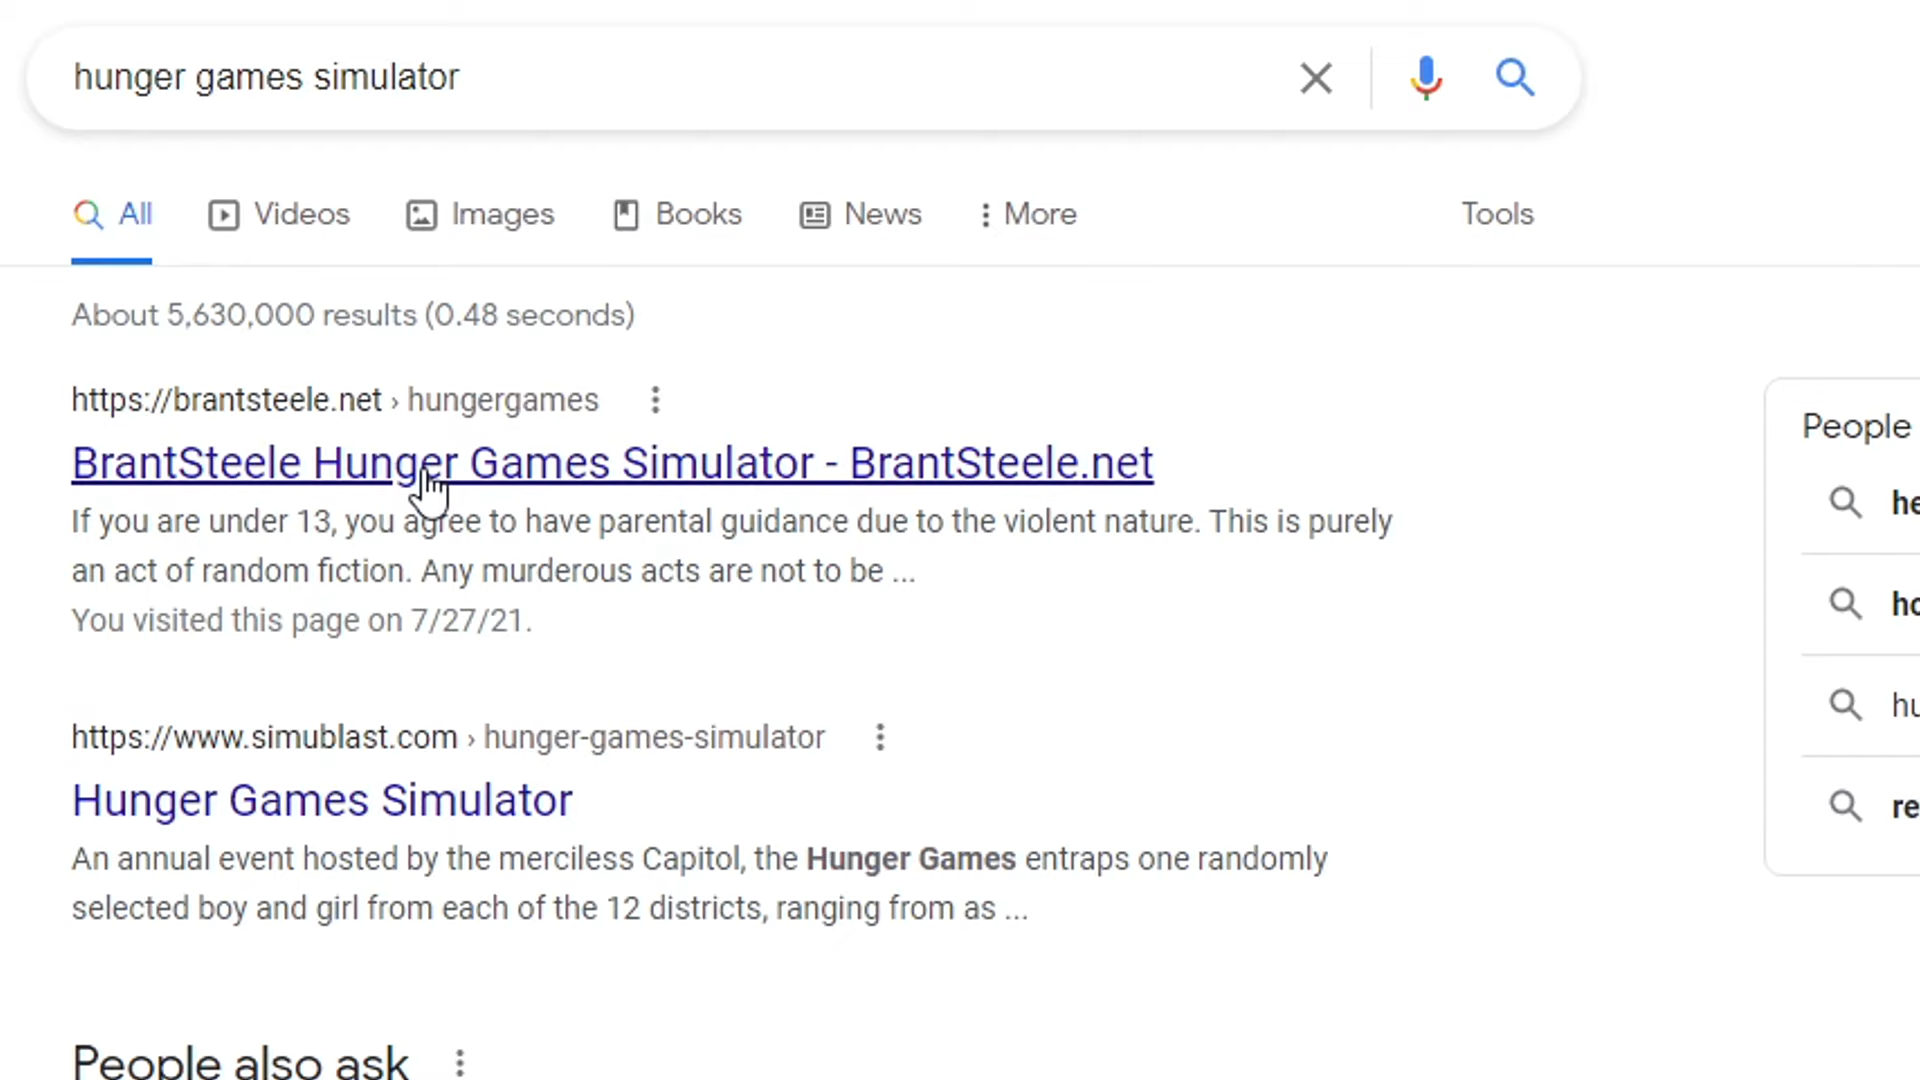 hunger games simulator
All Videos Images Books News More Tools
About 5,630,000 results (0.48 seconds)
https://brantsteele.net › hungergames
BrantSteele Hunger Games Simulator - BrantSteele.net
If you are under 13, you agree to have parental guidance due to the violent nature. This is purely
an act of random fiction. Any murderous acts are not to be ...
You visited this page on 7/27/21.
https://www.simublast.com › hunger-games-simulator
Hunger Games Simulator
An annual event hosted by the merciless Capitol, the Hunger Games entraps one randomly
selected boy and girl from each of the 12 districts, ranging from as ...
People also ask
People